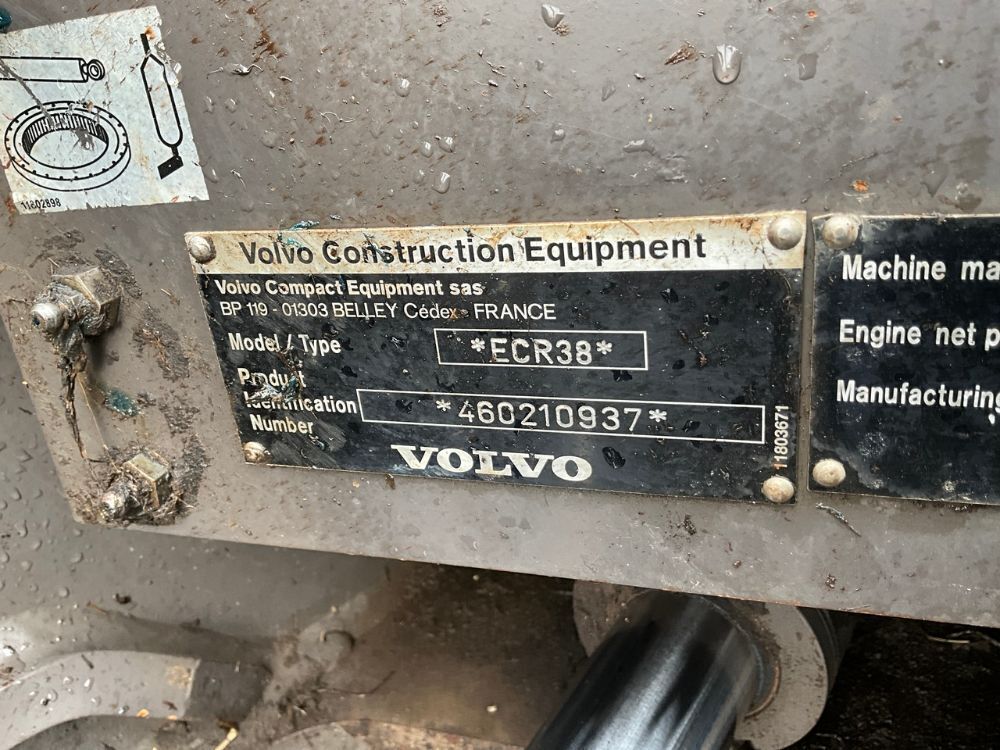 11802898
Volvo Construction Equipment
Volvo Compact Equipment sas
BP 119 - 01303 BELLEY Cédex - FRANCE
Model / Type
*ECR38*
Product
Identification
Number
*460210937*
11803671
VOLVO
Machine ma
Engine net p
Manufacturing